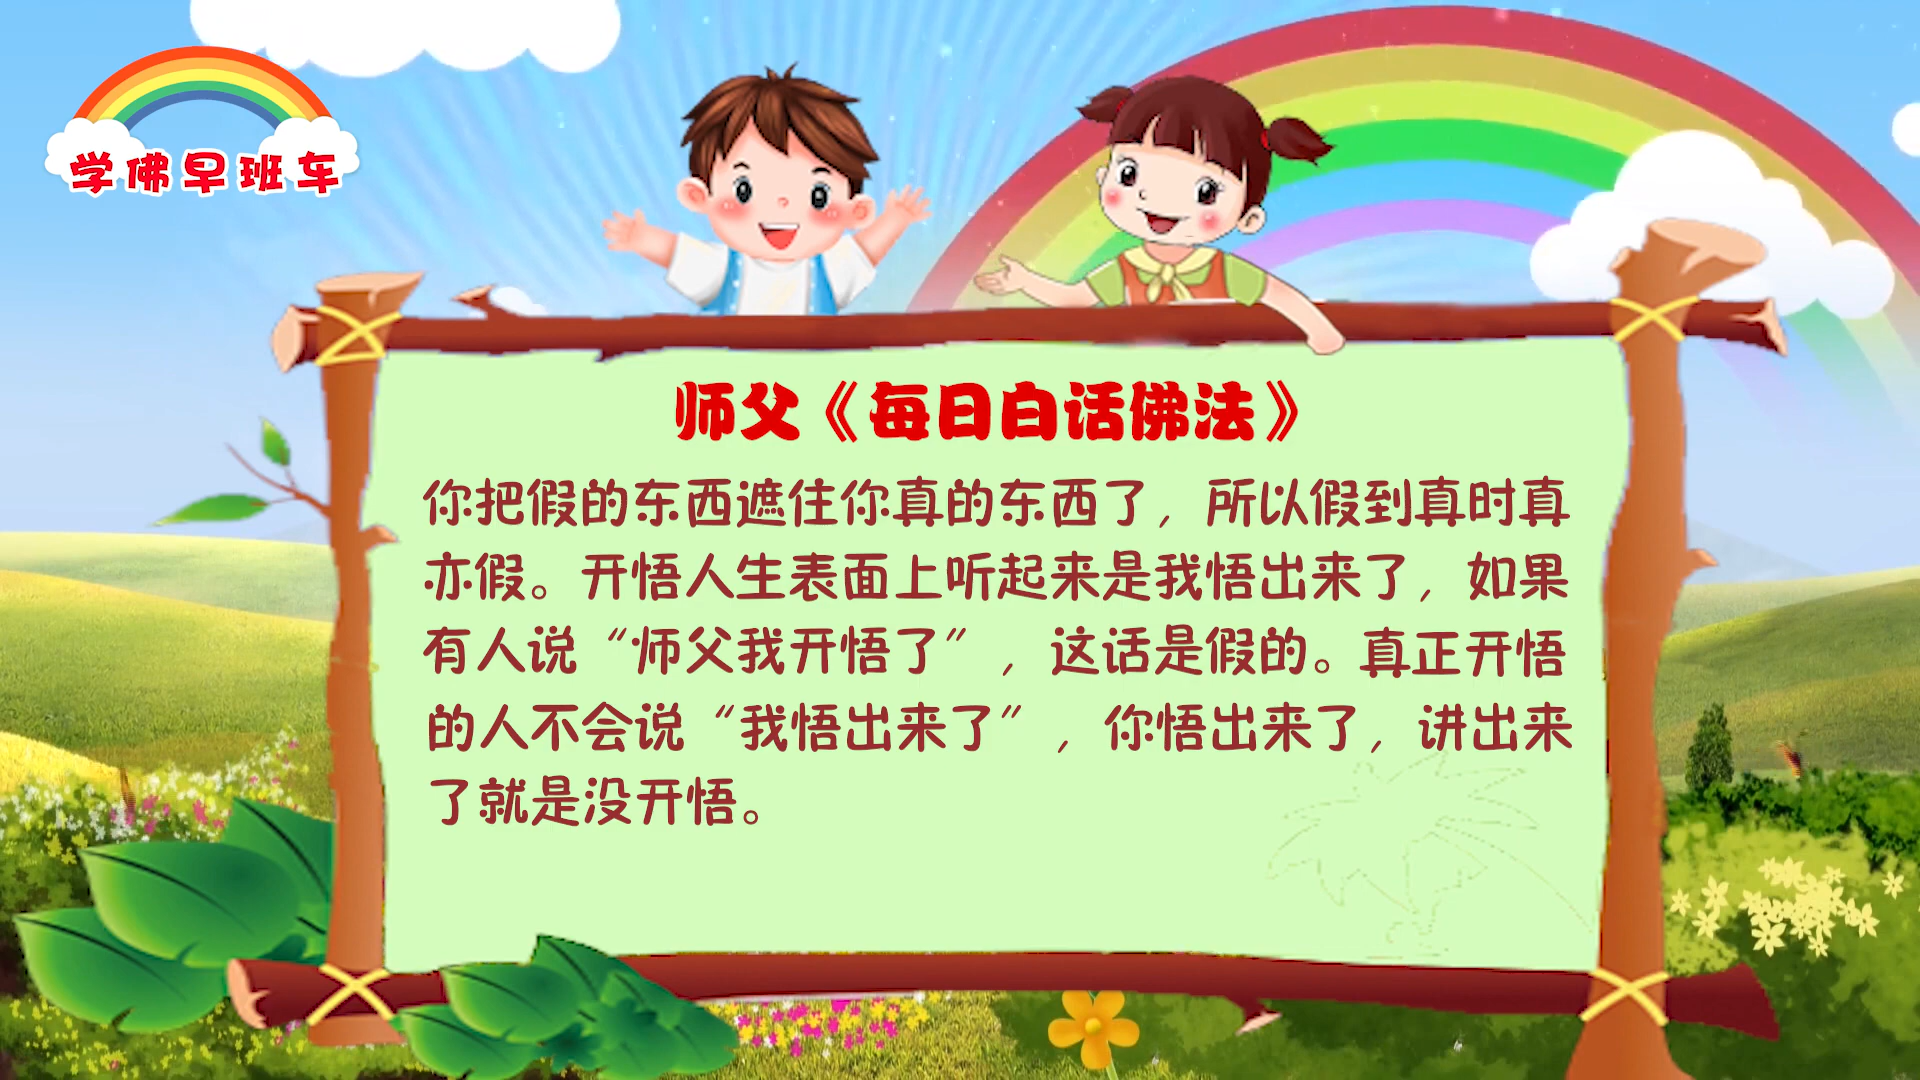 学佛早班车
师父《每日白话佛法》
你把假的东西遮住你真的东西了，所以假到真时真
亦假。开悟人生表面上听起来是我悟出来了，如果
有人说“师父我开悟了”，这话是假的。真正开悟
的人不会说“我悟出来了”，你悟出来了，讲出来
了就是没开悟。